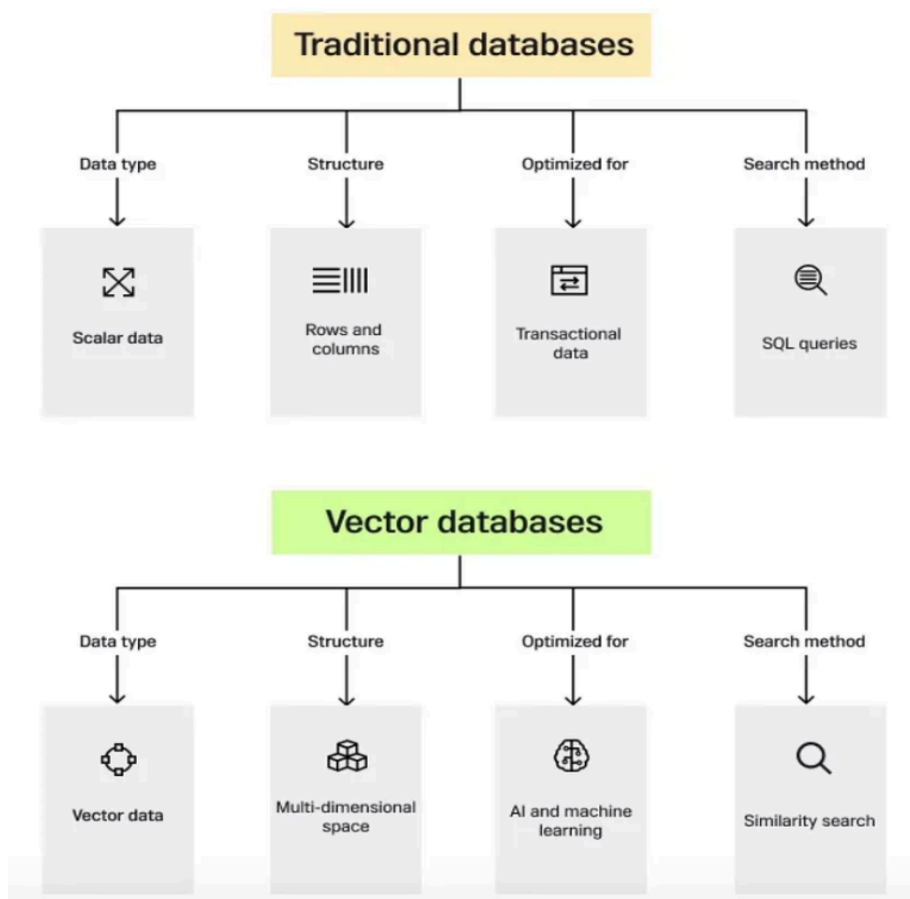 Traditional databases
Data type
Structure
Optimized for
Search method
Scalar data
Rows and
columns
Transactional
data
SQL queries
Vector databases
Data type
Structure
Optimized for
Search method
Vector data
Multi-dimensional
space
AI and machine
learning
Similarity search